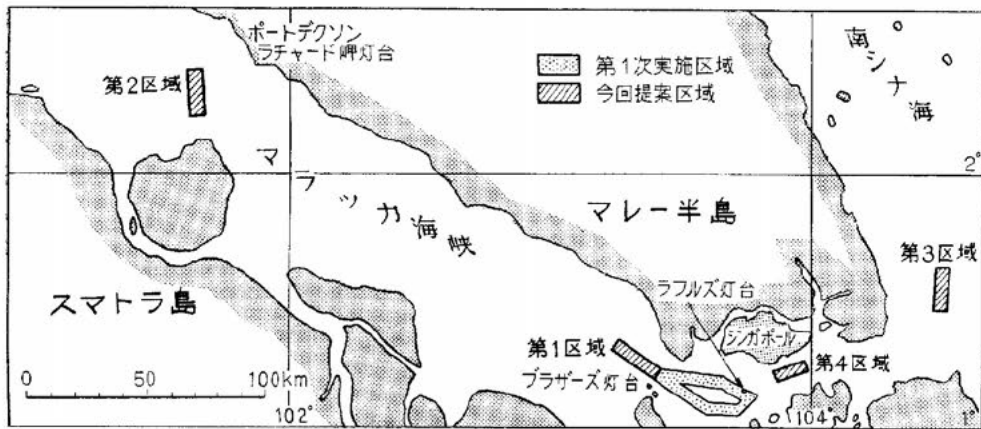 ポートデクソン
ラチャード岬灯台
第2区域
第1次実施区域
今回提案区域
南シナ海
マラッカ海峡
2°
マレー半島
第3区域
スマトラ島
ラフルズ灯台
シンガポール
第1区域
第4区域
ブラザーズ灯台
0 50 100km
102°
104°
1°